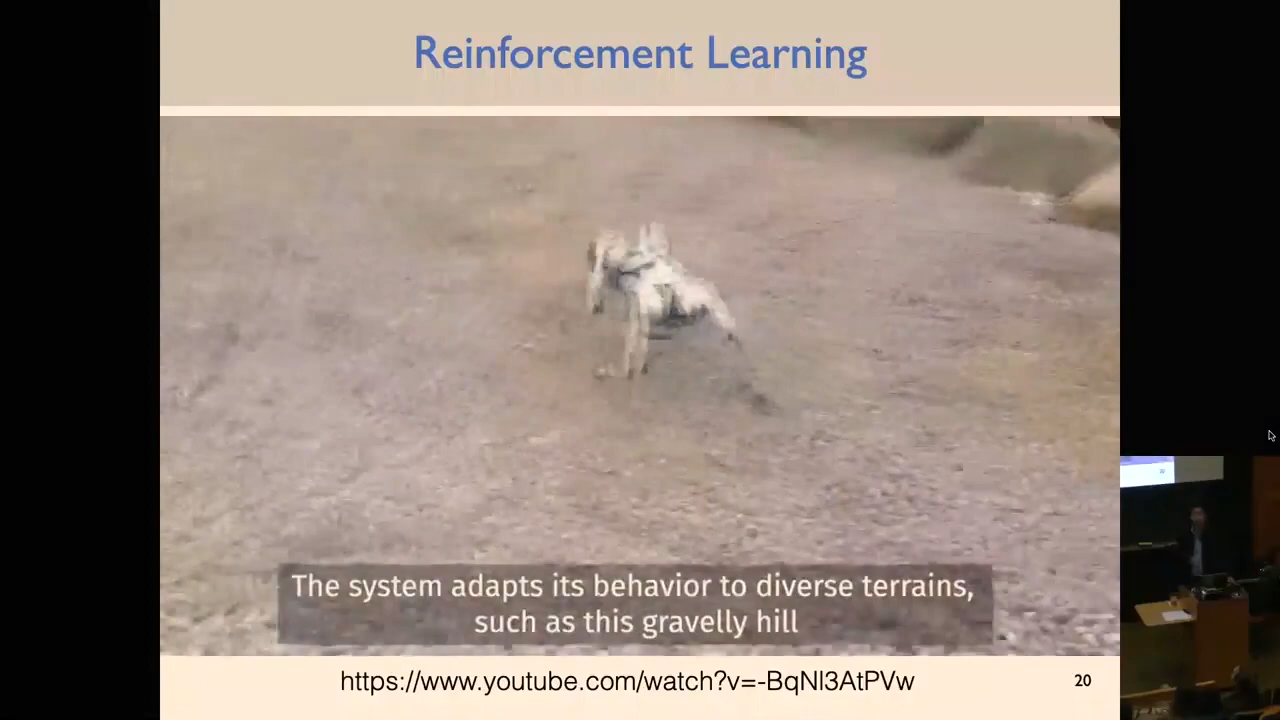 Reinforcement Learning
The system adapts its behavior to diverse terrains,
such as this gravelly hill
https://www.youtube.com/watch?v=-BqNl3AtPVw
20